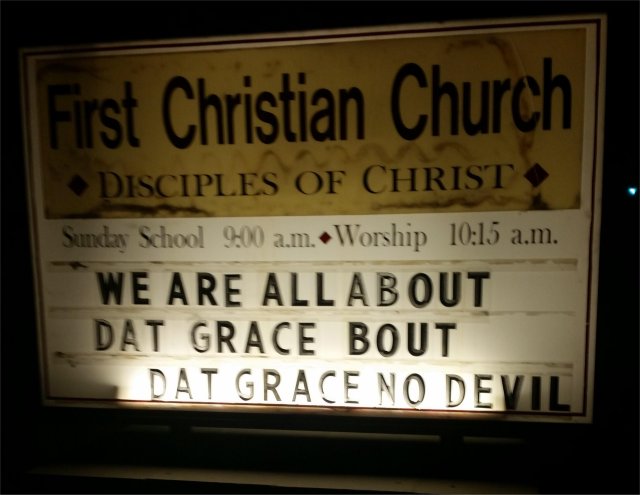 First Christian Church
DISCIPLES OF CHRIST
Sunday School 9:00 a.m. ♦ Worship 10:15 a.m.
WE ARE ALL ABOUT
DAT GRACE BOUT
DAT GRACE NO DEVIL